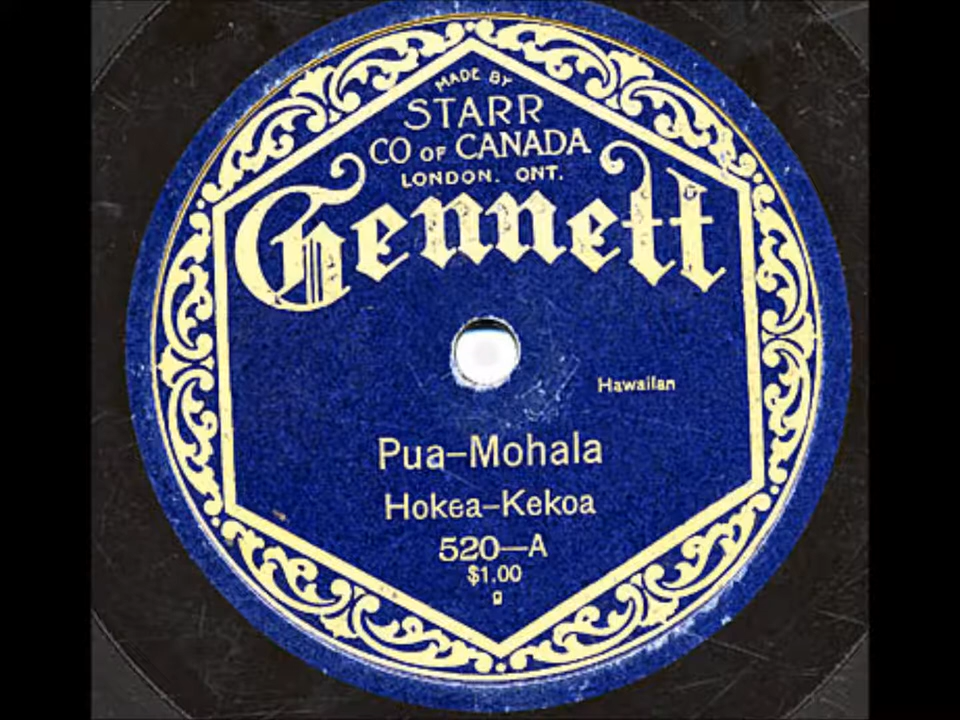 MADE BY
STARR
CO OF CANADA
LONDON. ONT.
Gennett
Hawaiian
Pua–Mohala
Hokea–Kekoa
520—A
$1.00
g